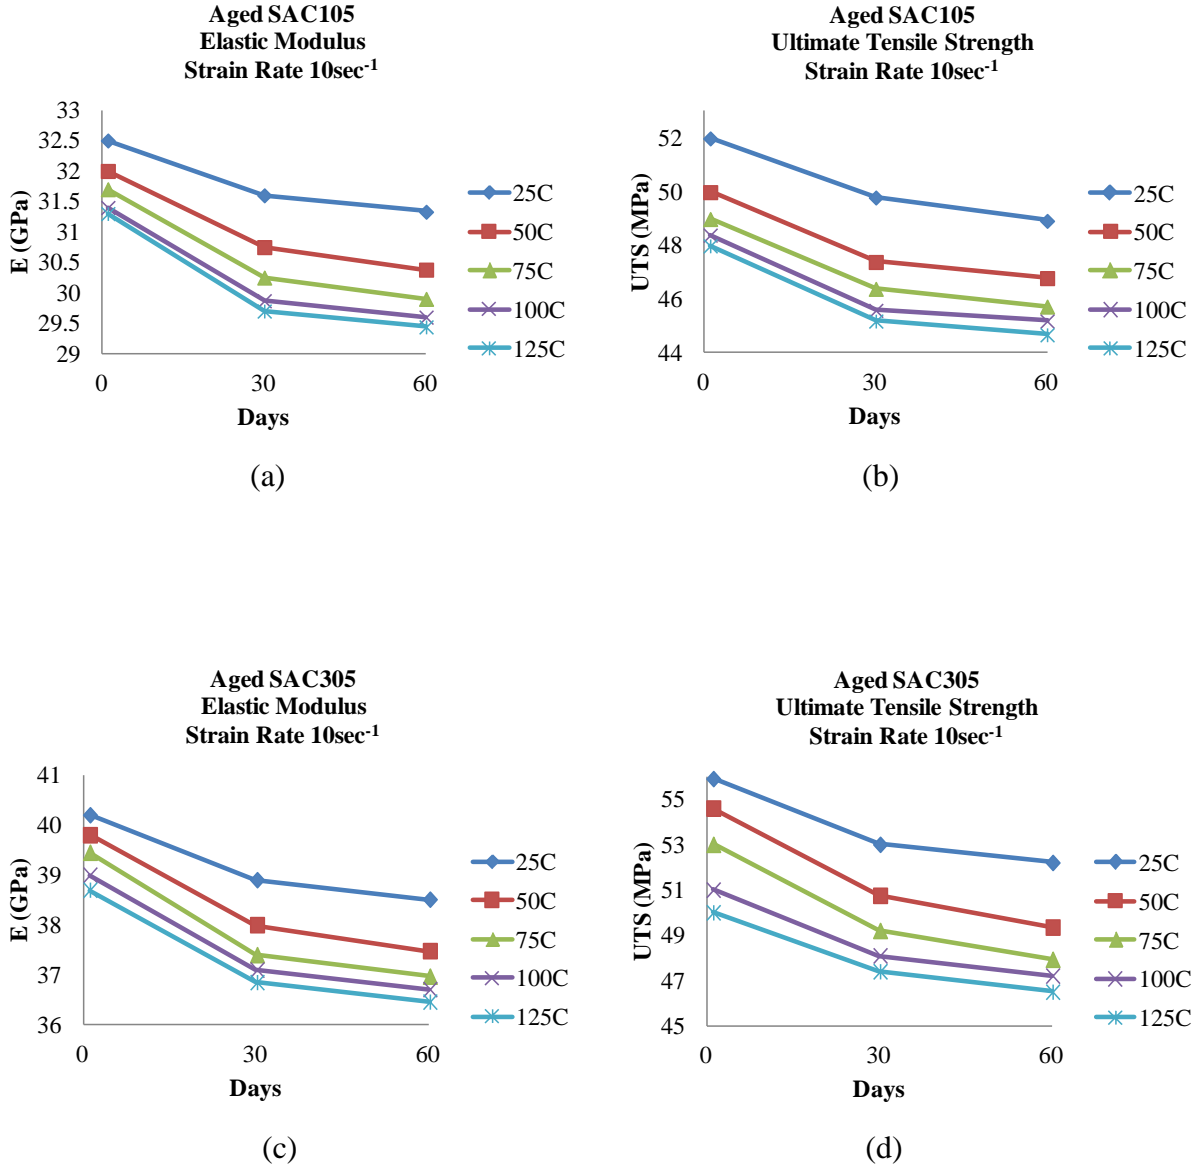 Aged SAC105
Elastic Modulus
Strain Rate 10sec-1
33
32.5
32
31.5
31
30.5
30
29.5
29
E (GPa)
0
30
60
Days
25C
50C
75C
100C
125C
(a)
Aged SAC105
Ultimate Tensile Strength
Strain Rate 10sec-1
52
50
48
46
44
UTS (MPa)
0
30
60
Days
25C
50C
75C
100C
125C
(b)
Aged SAC305
Elastic Modulus
Strain Rate 10sec-1
41
40
39
38
37
36
E (GPa)
0
30
60
Days
25C
50C
75C
100C
125C
(c)
Aged SAC305
Ultimate Tensile Strength
Strain Rate 10sec-1
55
53
51
49
47
45
UTS (MPa)
0
30
60
Days
25C
50C
75C
100C
125C
(d)